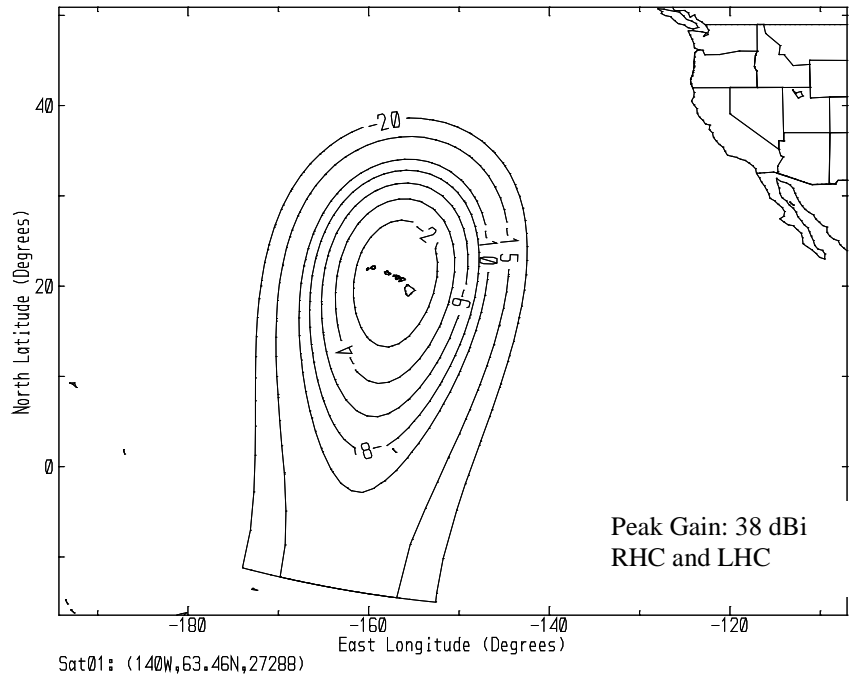 -20
40
-2
-15
-10
20
-6
-4
-8-
0
North Latitude (Degrees)
Peak Gain: 38 dBi
RHC and LHC
-180
-160
-140
-120
East Longitude (Degrees)
Sat01: (140W,63.46N,27288)